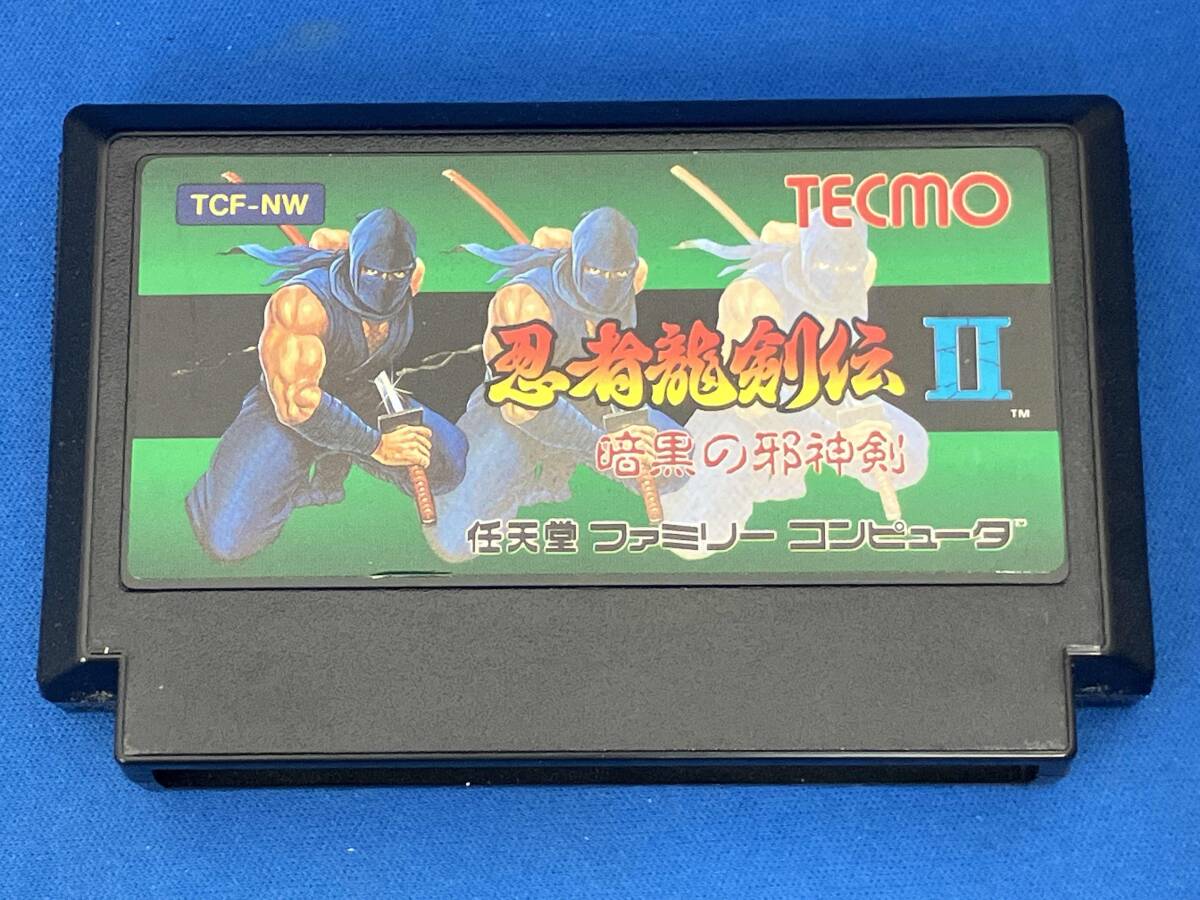 TCF-NW
TECMO
忍者龍剣伝 II
TM
暗黒の邪神剣
任天堂 ファミリー コンピュータ™